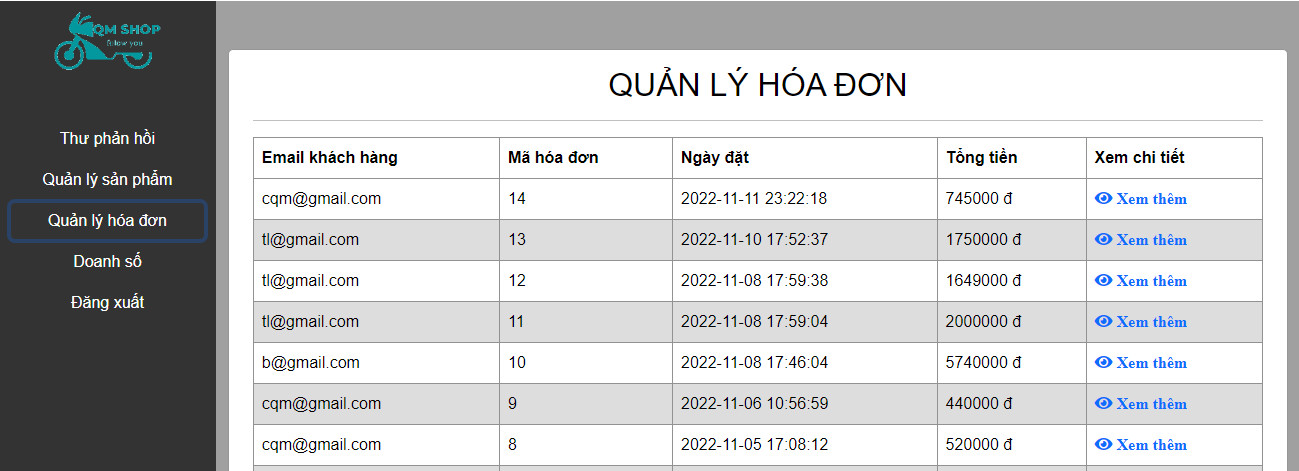 QM SHOP
follow you
Thư phản hồi
Quản lý sản phẩm
Quản lý hóa đơn
Doanh số
Đăng xuất
QUẢN LÝ HÓA ĐƠN
Email khách hàng Mã hóa đơn Ngày đặt Tổng tiền Xem chi tiết
cqm@gmail.com 14 2022-11-11 23:22:18 745000 đ Xem thêm
tl@gmail.com 13 2022-11-10 17:52:37 1750000 đ Xem thêm
tl@gmail.com 12 2022-11-08 17:59:38 1649000 đ Xem thêm
tl@gmail.com 11 2022-11-08 17:59:04 2000000 đ Xem thêm
b@gmail.com 10 2022-11-08 17:46:04 5740000 đ Xem thêm
cqm@gmail.com 9 2022-11-06 10:56:59 440000 đ Xem thêm
cqm@gmail.com 8 2022-11-05 17:08:12 520000 đ Xem thêm